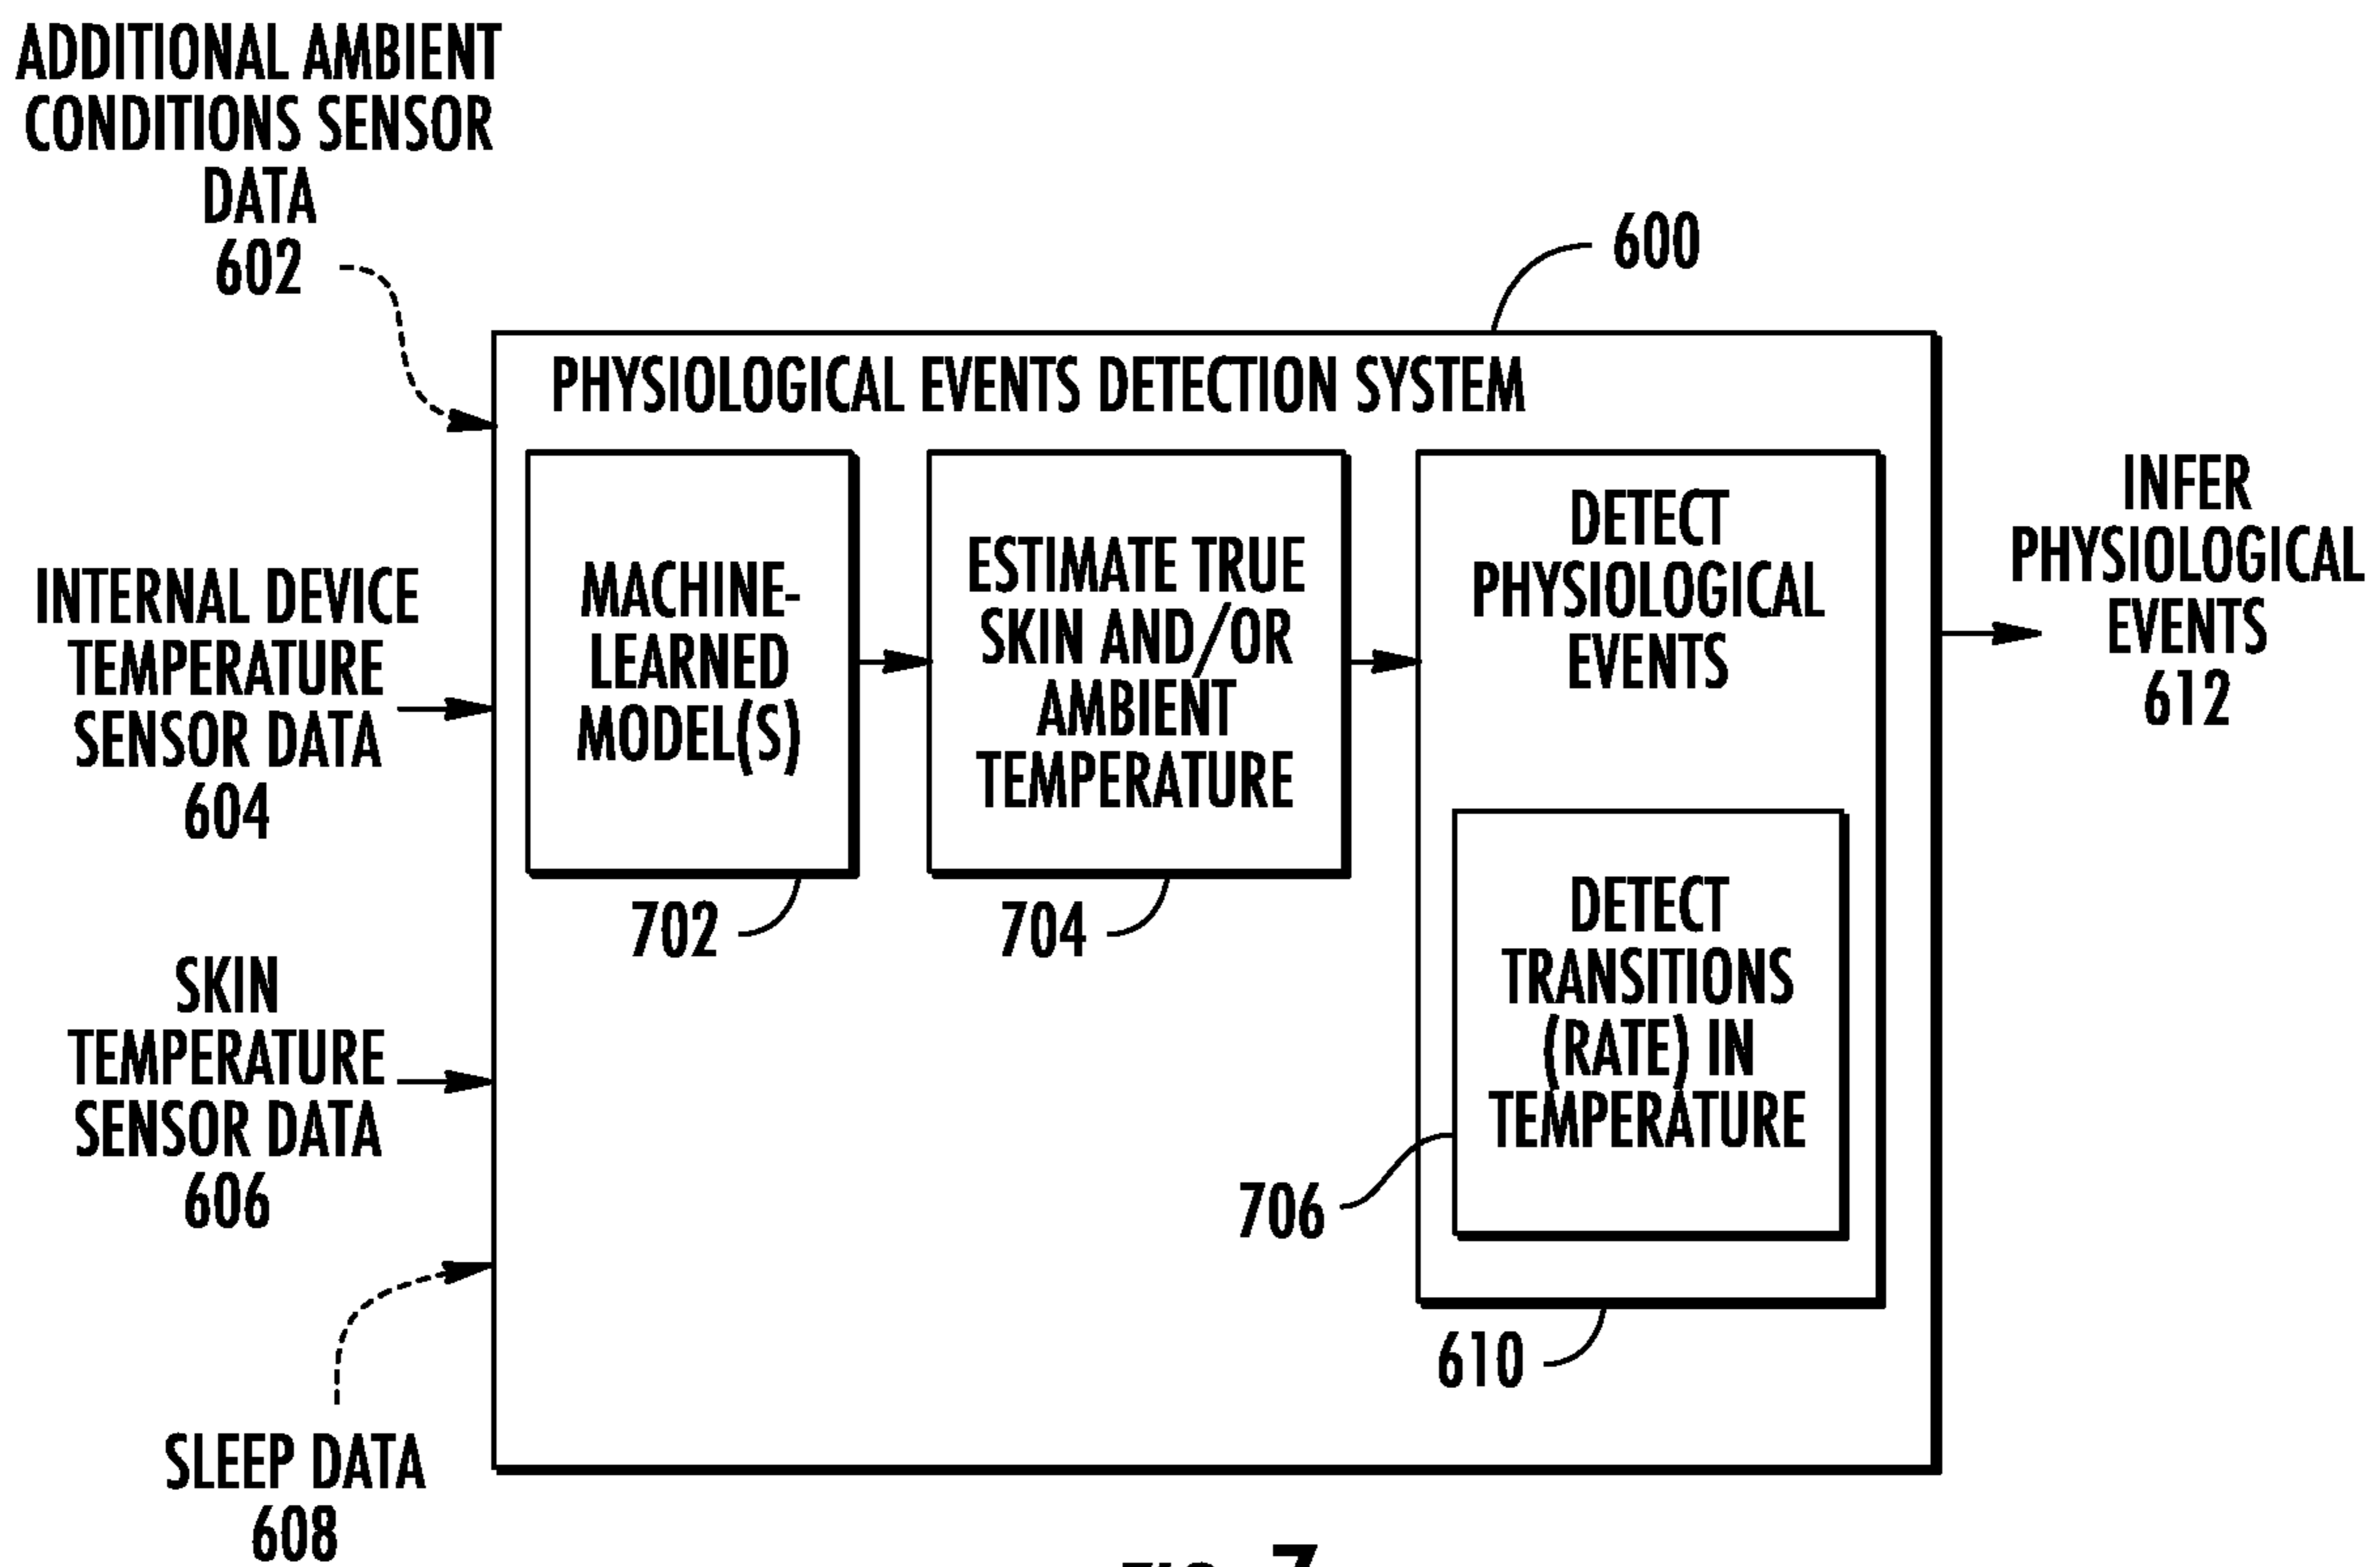 ADDITIONAL AMBIENT
CONDITIONS SENSOR
DATA
602
600
PHYSIOLOGICAL EVENTS DETECTION SYSTEM
INTERNAL DEVICE
TEMPERATURE
SENSOR DATA
604
SKIN
TEMPERATURE
SENSOR DATA
606
SLEEP DATA
608
MACHINE-
LEARNED
MODEL(S)
702
ESTIMATE TRUE
SKIN AND/OR
AMBIENT
TEMPERATURE
704
DETECT
PHYSIOLOGICAL
EVENTS
DETECT
TRANSITIONS
(RATE) IN
TEMPERATURE
706
610
INFER
PHYSIOLOGICAL
EVENTS
612